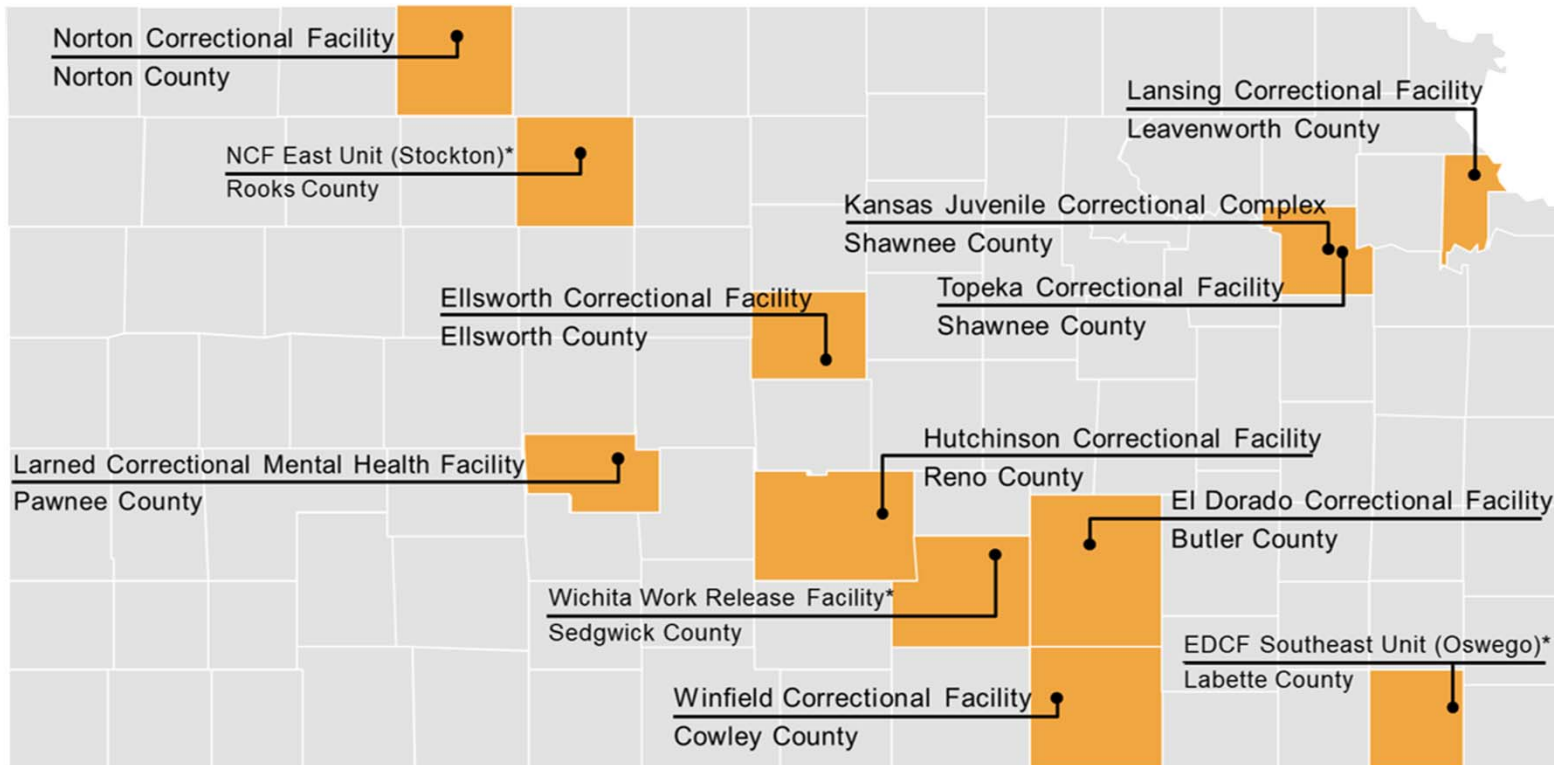 Norton Correctional Facility
Norton County
Lansing Correctional Facility
Leavenworth County
NCF East Unit (Stockton)*
Rooks County
Kansas Juvenile Correctional Complex
Shawnee County
Topeka Correctional Facility
Shawnee County
Ellsworth Correctional Facility
Ellsworth County
Hutchinson Correctional Facility
Reno County
Larned Correctional Mental Health Facility
Pawnee County
El Dorado Correctional Facility
Butler County
Wichita Work Release Facility*
Sedgwick County
EDCF Southeast Unit (Oswego)*
Labette County
Winfield Correctional Facility
Cowley County